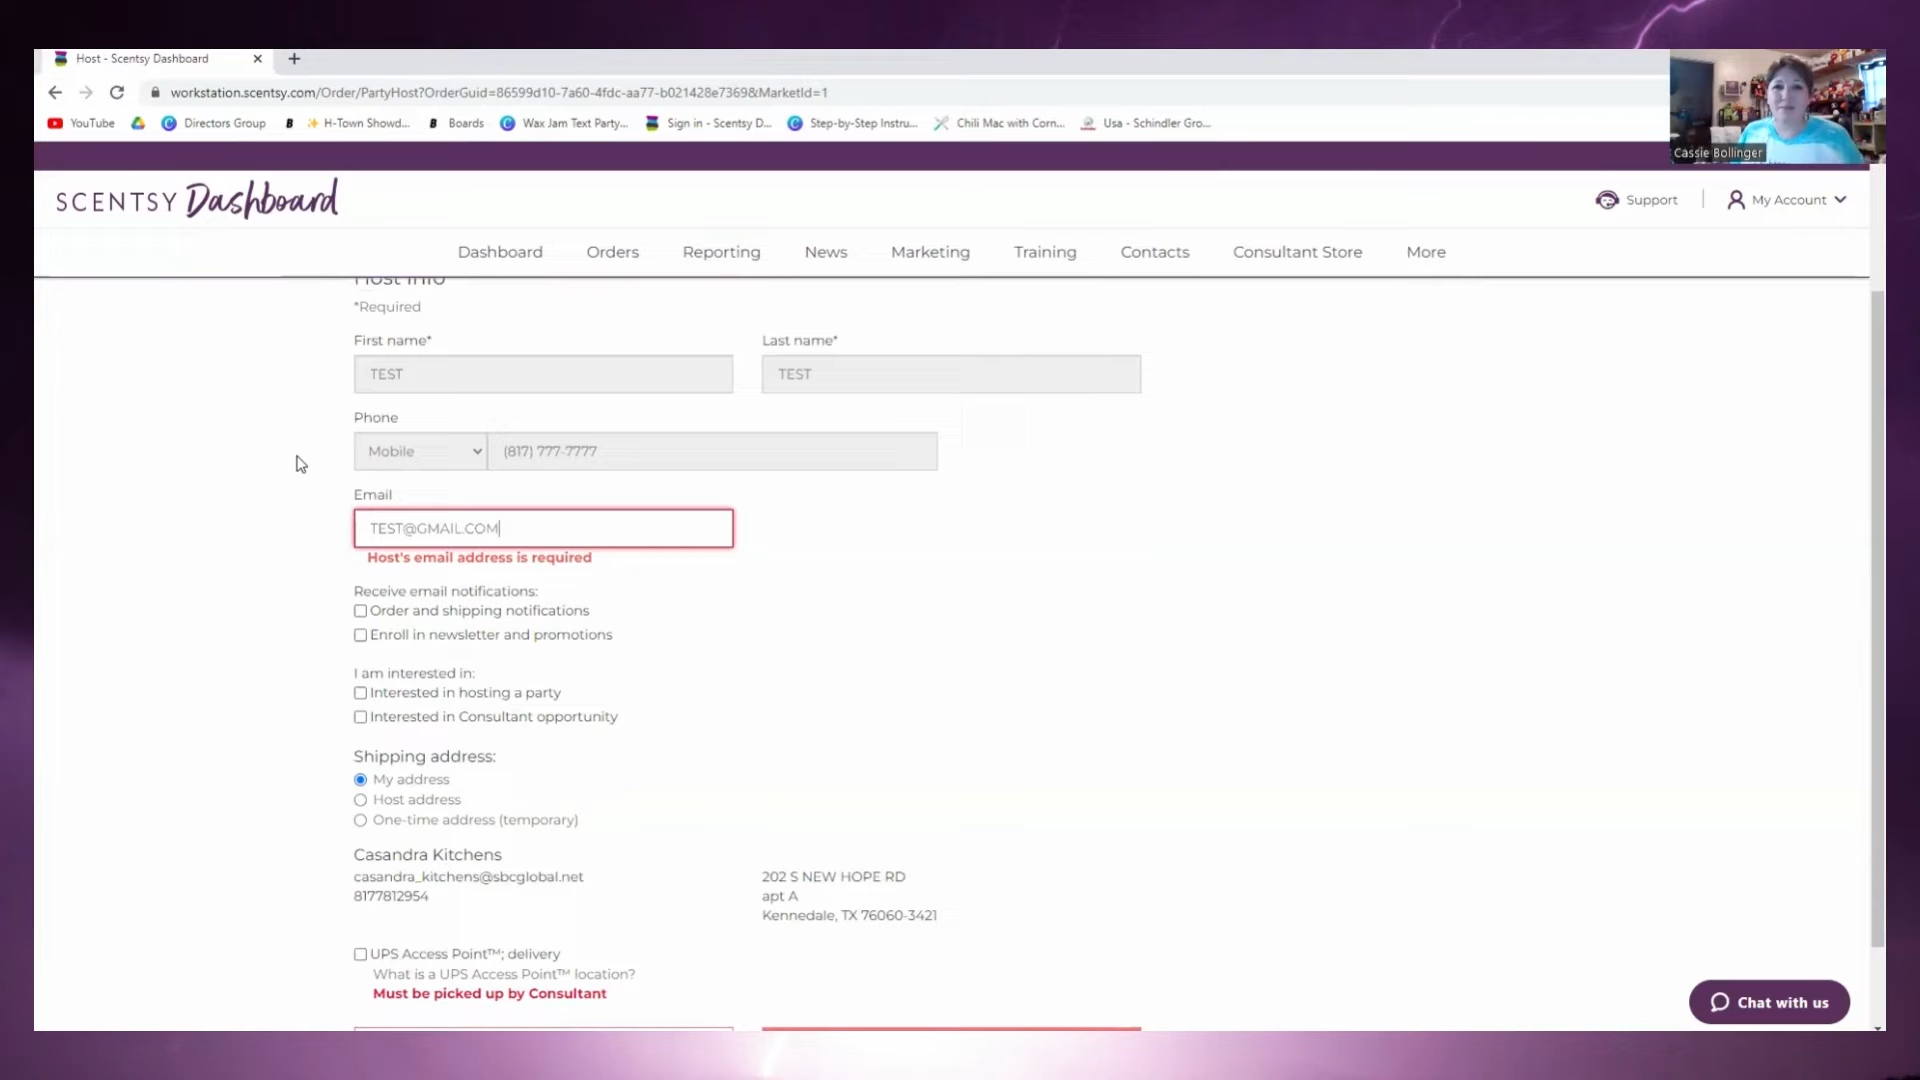 Host - Scentsy Dashboard
workstation.scentsy.com/Order/PartyHost?OrderGuid=86599d10-7a60-4fdc-aa77-b021428e7369&MarketId=1
YouTube Directors Group H-Town Showd... Boards Wax Jam Text Party... Sign in - Scentsy D... Step-by-Step Instru... Chili Mac with Corn... Usa - Schindler Gro...
Cassie Bollinger
SCENTSY Dashboard
Support My Account
Dashboard Orders Reporting News Marketing Training Contacts Consultant Store More
Host Info
*Required
First name* Last name*
TEST TEST
Phone
Mobile (817) 777-7777
Email
TEST@GMAIL.COM
Host's email address is required
Receive email notifications:
Order and shipping notifications
Enroll in newsletter and promotions
I am interested in:
Interested in hosting a party
Interested in Consultant opportunity
Shipping address:
My address
Host address
One-time address (temporary)
Casandra Kitchens
casandra_kitchens@sbcglobal.net 202 S NEW HOPE RD
8177812954 apt A
Kennedale, TX 76060-3421
UPS Access Point™; delivery
What is a UPS Access Point™ location?
Must be picked up by Consultant
Chat with us